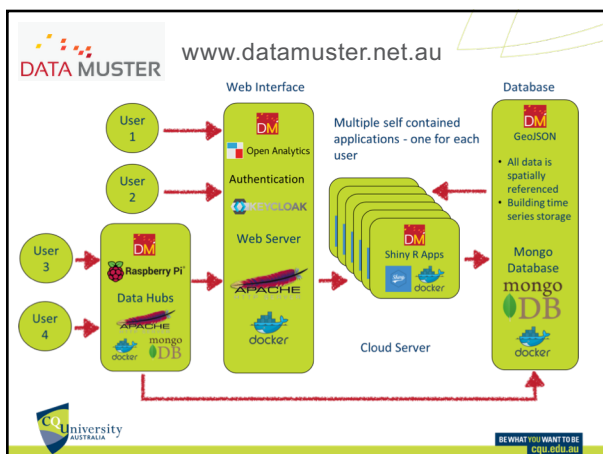 DATA MUSTER
www.datamuster.net.au
Web Interface
Database
User
1
User
2
User
3
User
4
DM
Open Analytics
Authentication
KEYCLOAK
Web Server
APACHE
docker
DM
Raspberry Pi
Data Hubs
APACHE
docker
mongo
DB
Multiple self contained
applications - one for each
user
DM
Shiny R Apps
Shiny
docker
Cloud Server
DM
GeoJSON
• All data is
spatially
referenced
• Building time
series storage
Mongo
Database
mongo
DB
docker
CQUniversity
AUSTRALIA
BE WHAT YOU WANT TO BE
cqu.edu.au